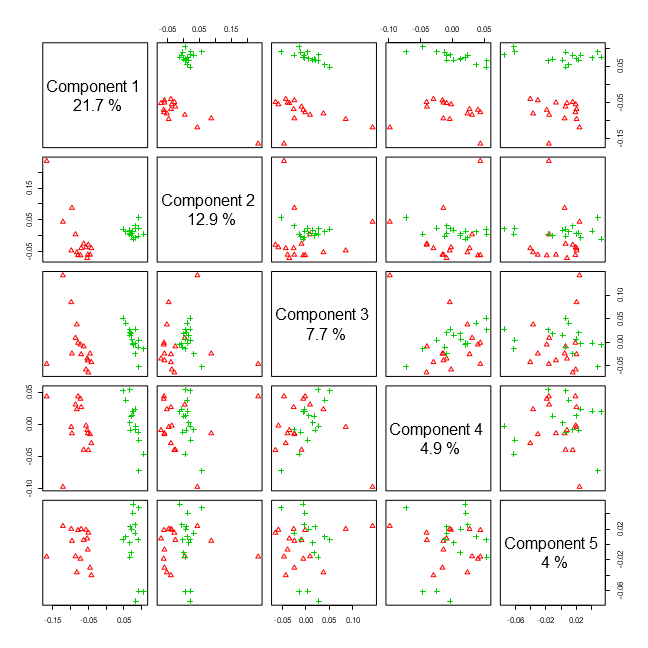 -0.05 0.05 0.15
-0.10 0.00 0.05
Component 1
21.7 %
-0.15 -0.05 0.05
-0.05 0.05 0.15
Component 2
12.9 %
Component 3
7.7 %
-0.05 0.00 0.05 0.10 0.15
-0.10 0.00 0.05
Component 4
4.9 %
Component 5
4 %
-0.06 -0.02 0.02
-0.15 -0.05 0.05
-0.05 0.00 0.05 0.10
-0.06 -0.02 0.02